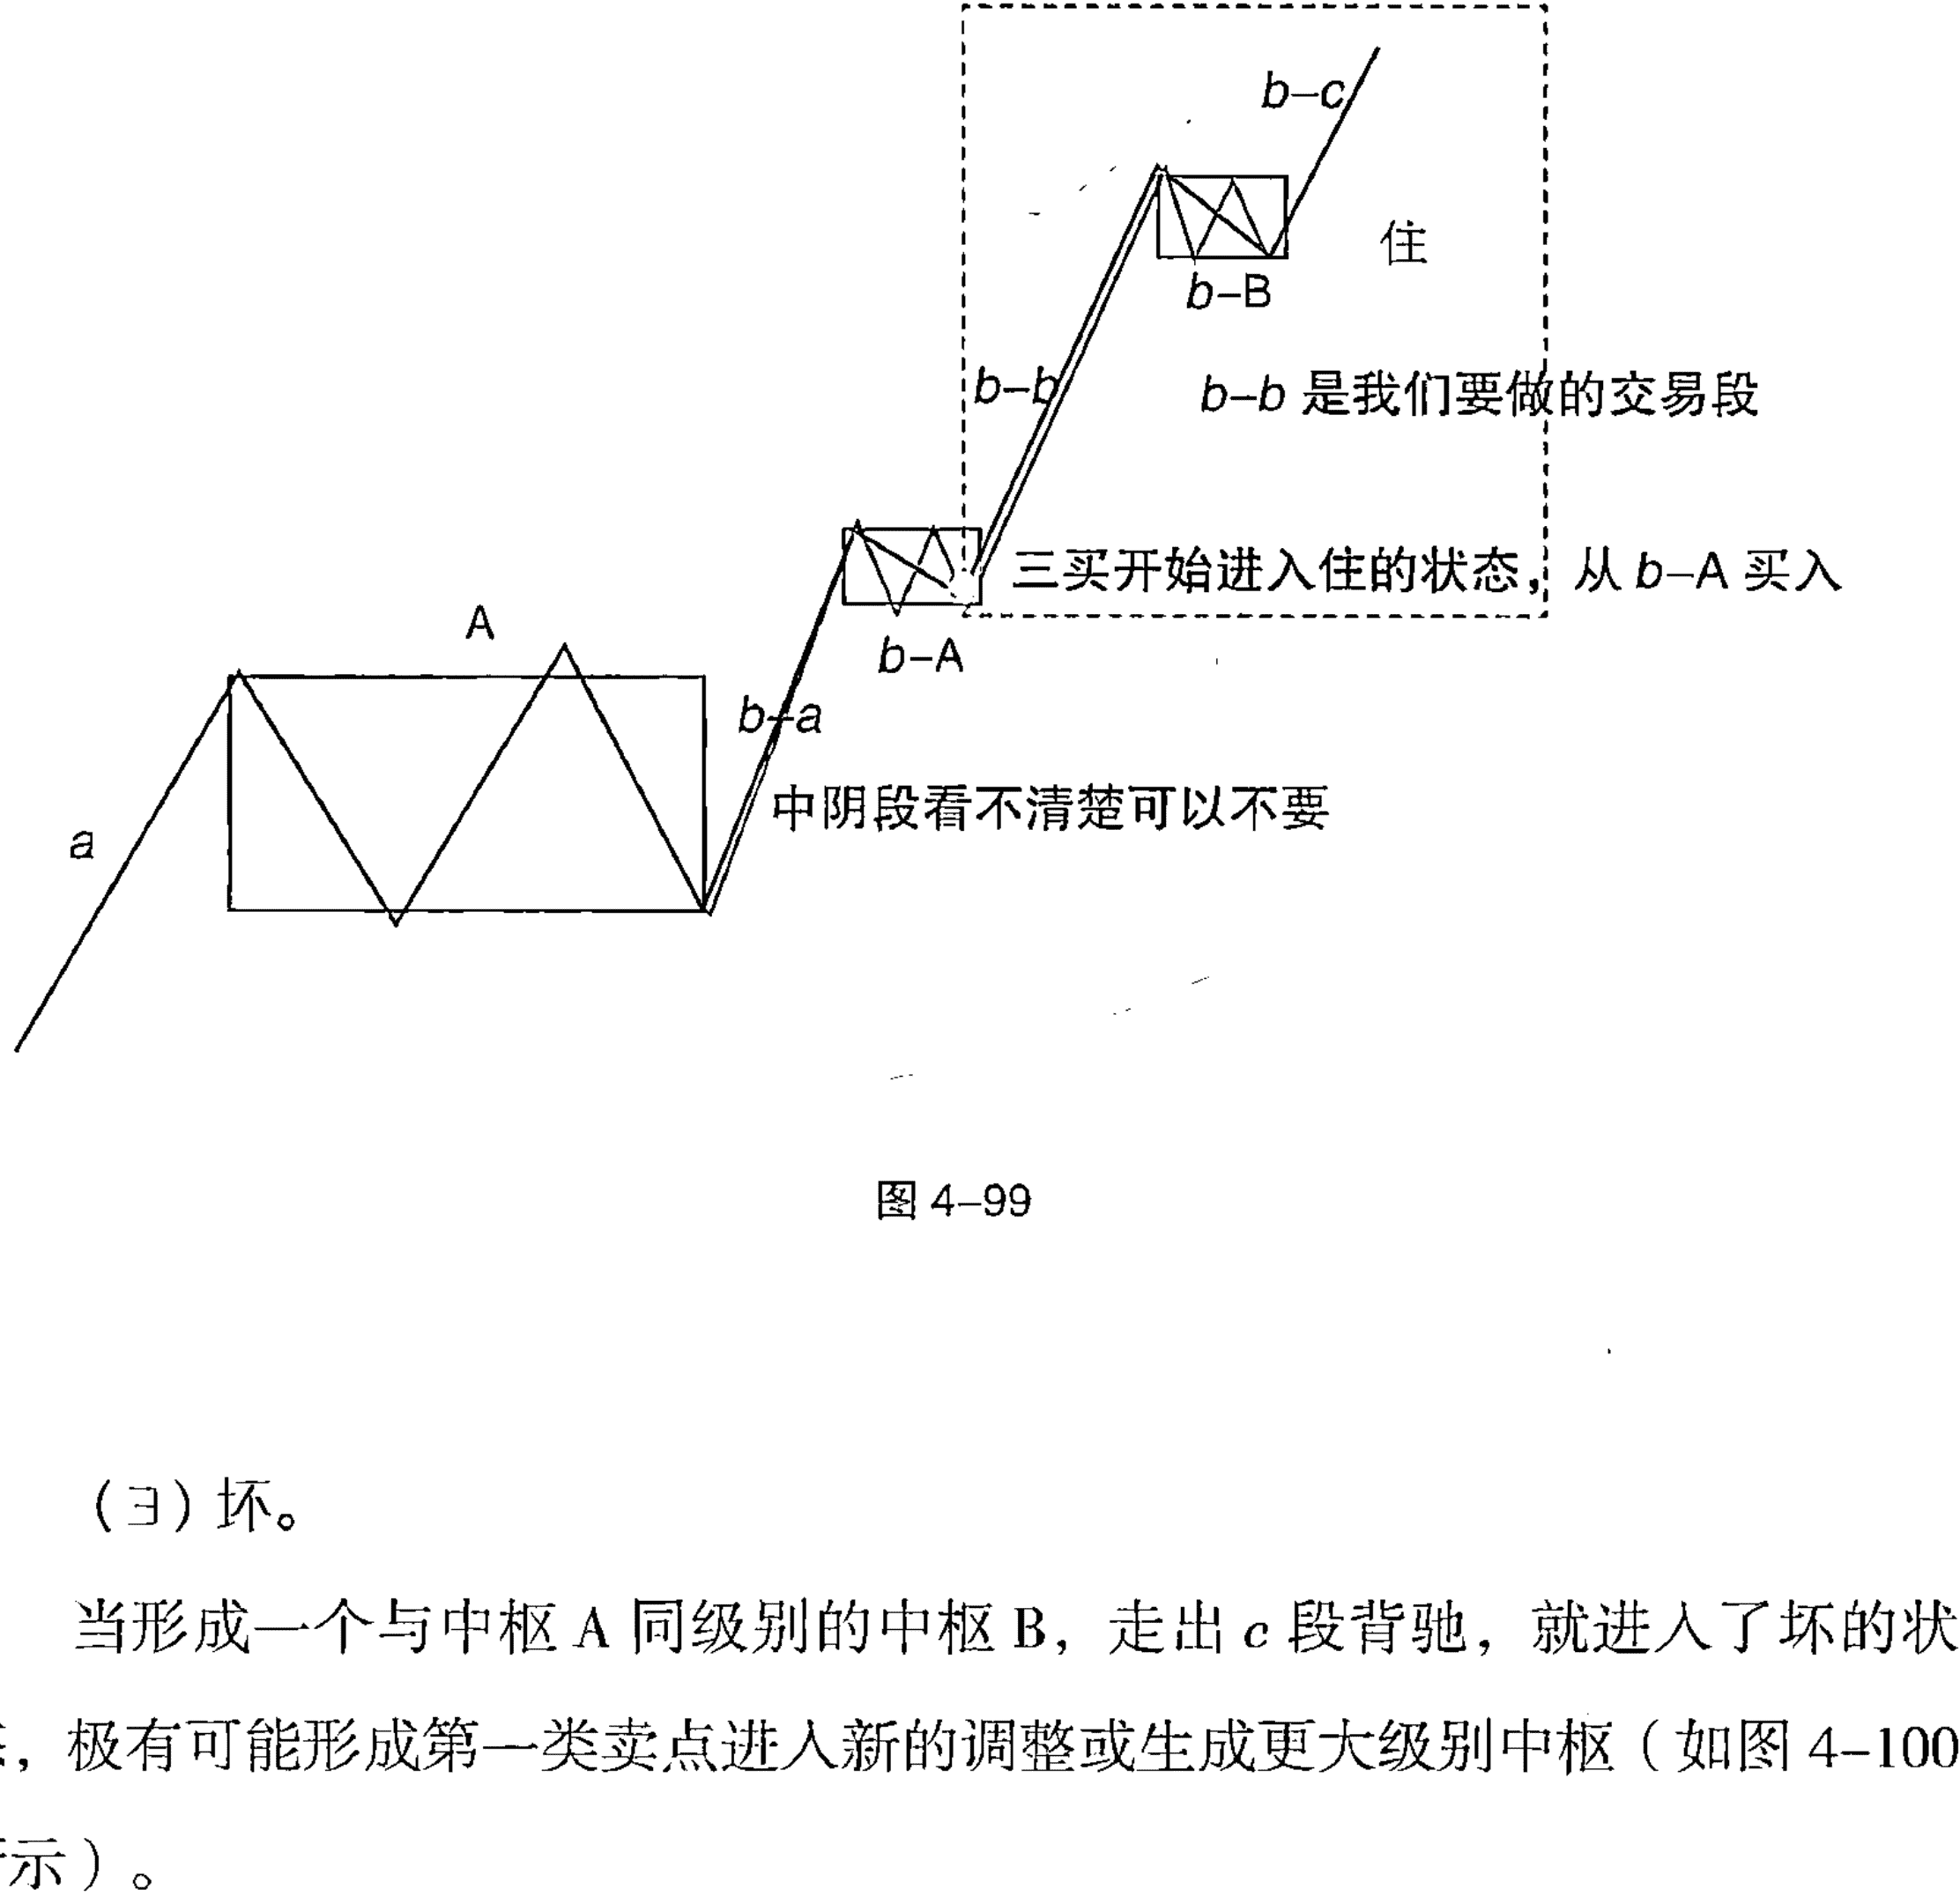 b-c
住
b-B
b-b
b-b 是我们要做的交易段
三买开始进入住的状态，从 b-A 买入
A
b-A
b-a
a
中阴段看不清楚可以不要
图 4-99
（3）坏。
当形成一个与中枢 A 同级别的中枢 B，走出 c 段背驰，就进入了坏的状
，极有可能形成第一类卖点进入新的调整或生成更大级别中枢（如图 4-100
示）。